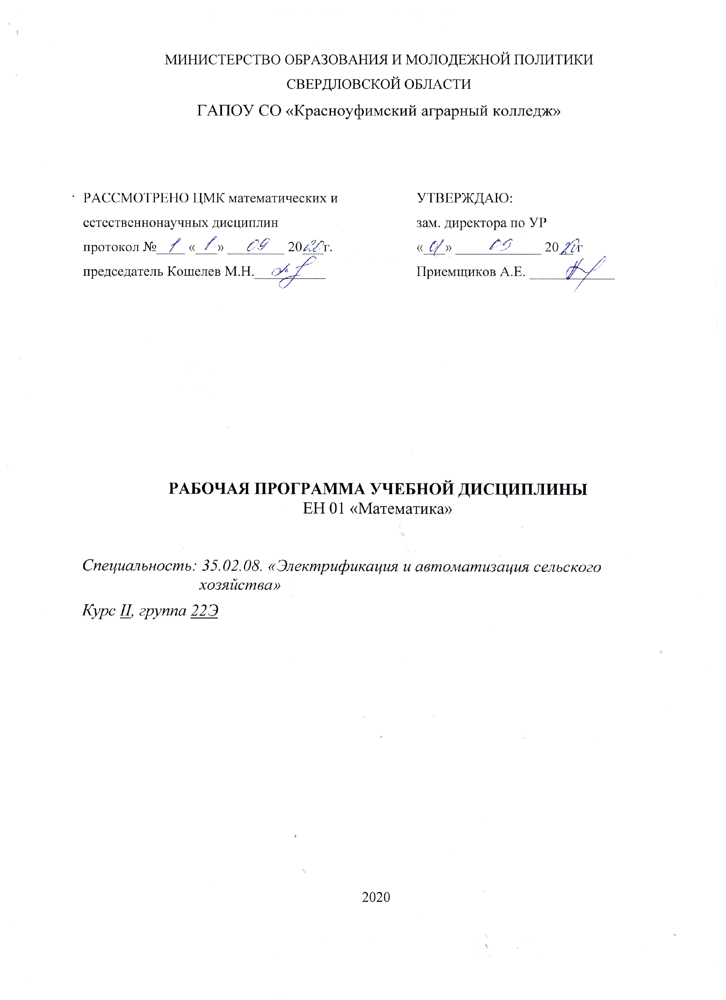 МИНИСТЕРСТВО ОБРАЗОВАНИЯ И МОЛОДЕЖНОЙ ПОЛИТИКИ
СВЕРДЛОВСКОЙ ОБЛАСТИ
ГАПОУ СО «Красноуфимский аграрный колледж»
РАССМОТРЕНО ЦМК математических и
естественнонаучных дисциплин
протокол № 1 « 1 » 09 2020г.
председатель Кошелев М.Н.
УТВЕРЖДАЮ:
зам. директора по УР
« 01 » 09 2020г
Приемщиков А.Е.
РАБОЧАЯ ПРОГРАММА УЧЕБНОЙ ДИСЦИПЛИНЫ
ЕН 01 «Математика»
Специальность: 35.02.08. «Электрификация и автоматизация сельского
хозяйства»
Курс II, группа 22Э
2020